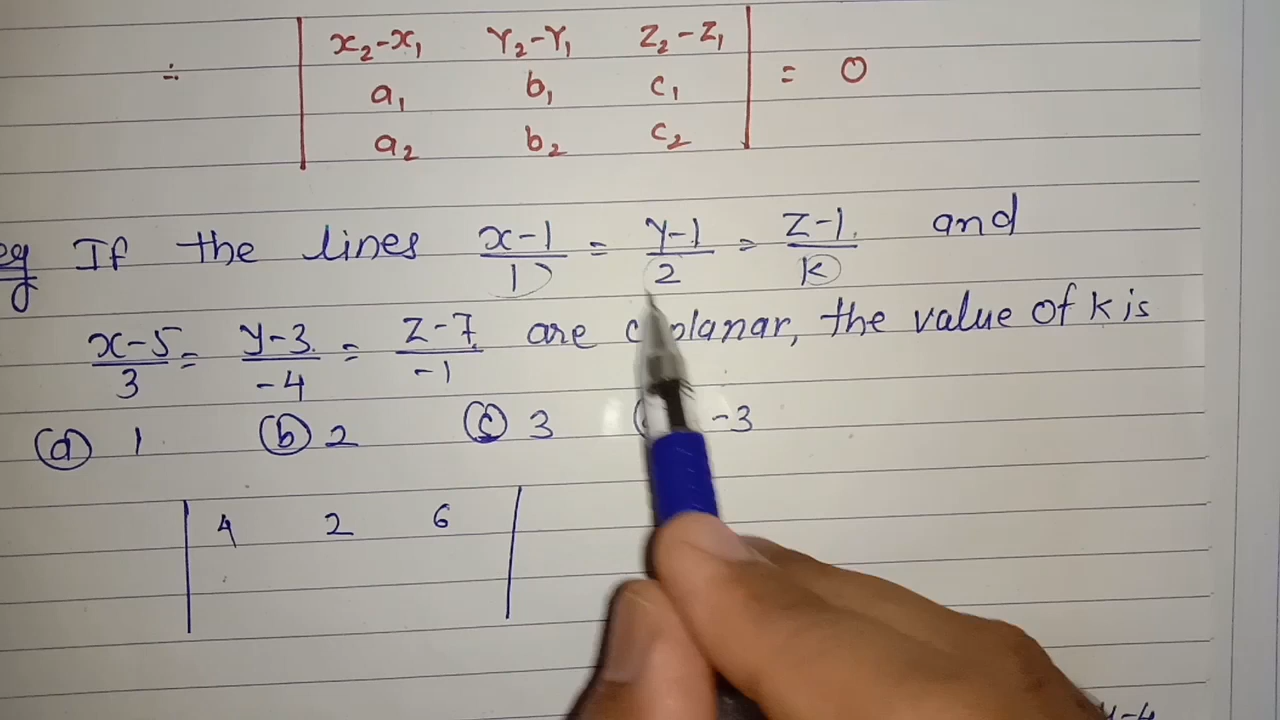 ÷ | x₂-x₁ Y₂-Y₁ Z₂-Z₁ |
| a₁ b₁ c₁ | = 0
| a₂ b₂ c₂ |
eg If the lines (x-1)/1 = (y-1)/2 = (z-1)/k and
(x-5)/3 = (y-3)/-4 = (z-7)/-1 are planar, the value of k is
(a) 1 (b) 2 (c) 3 -3
| 4 2 6 |